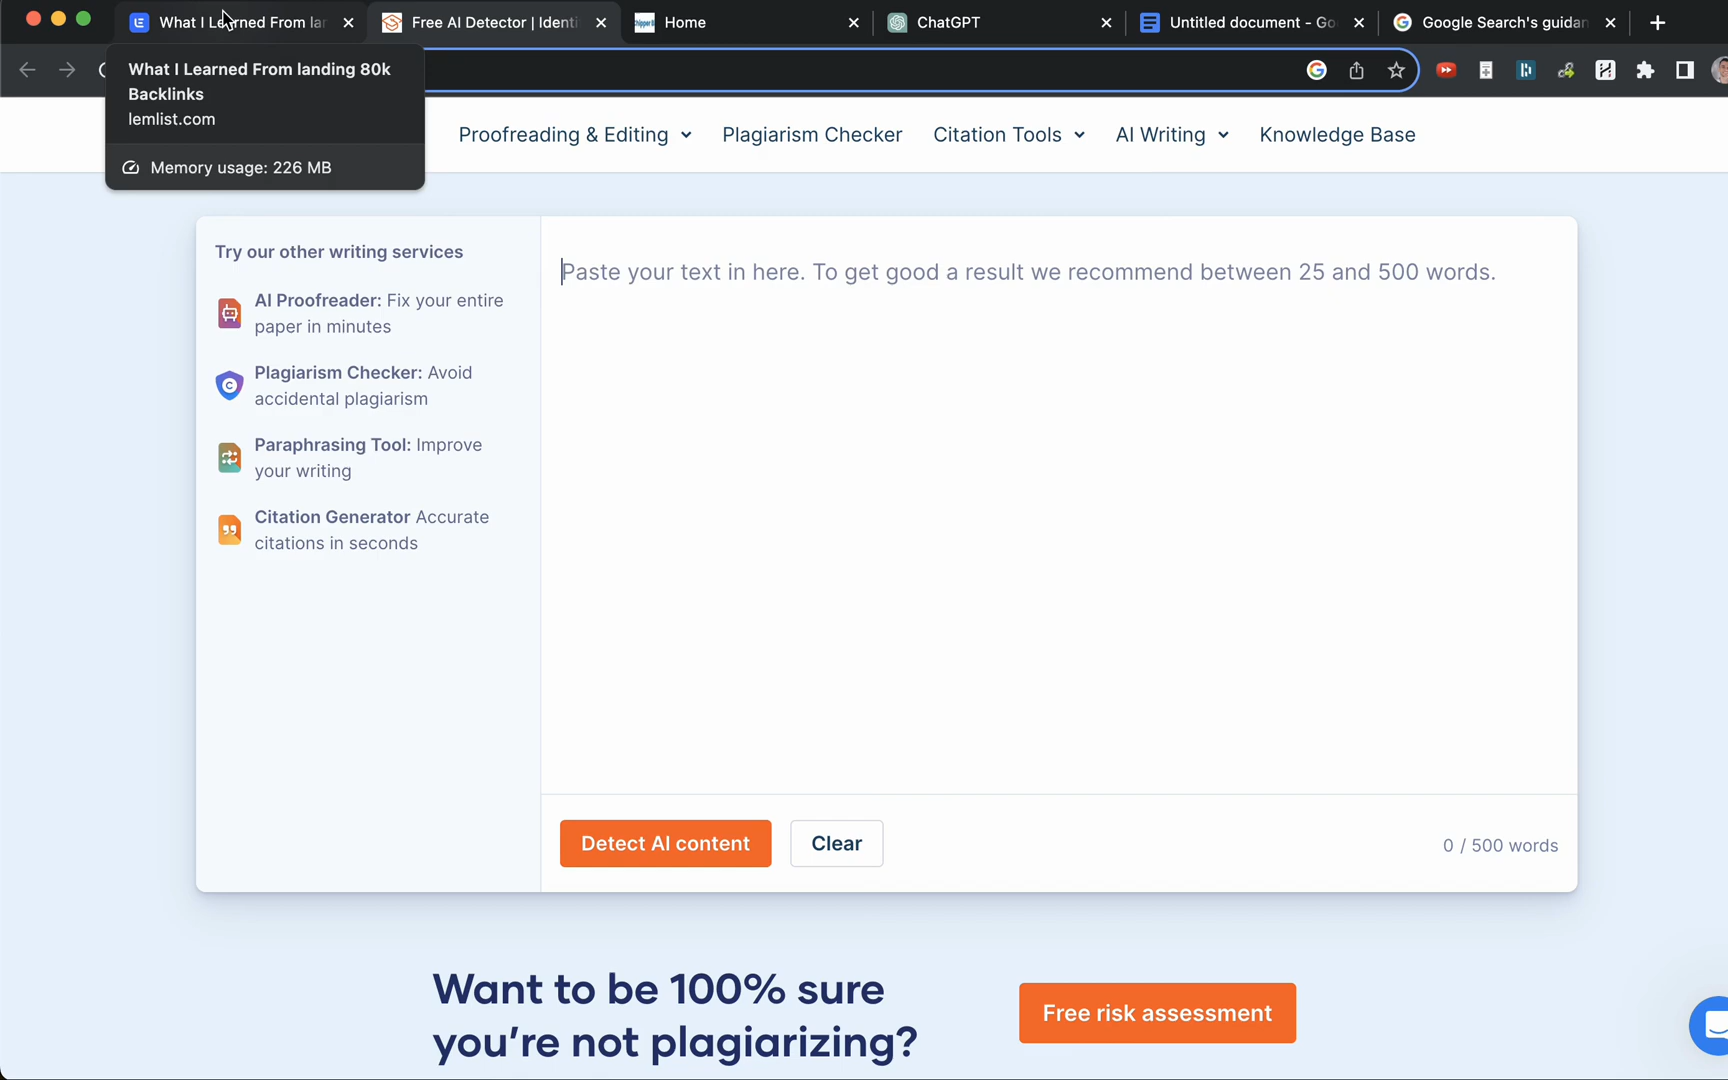 What I Learned From lan
Free AI Detector | Identi
Home
ChatGPT
Untitled document - Go
Google Search's guidan
What I Learned From landing 80k
Backlinks
lemlist.com
Memory usage: 226 MB
Proofreading & Editing
Plagiarism Checker
Citation Tools
AI Writing
Knowledge Base
Try our other writing services
AI Proofreader: Fix your entire
paper in minutes
Plagiarism Checker: Avoid
accidental plagiarism
Paraphrasing Tool: Improve
your writing
Citation Generator Accurate
citations in seconds
Paste your text in here. To get good a result we recommend between 25 and 500 words.
Detect AI content
Clear
0 / 500 words
Want to be 100% sure
you're not plagiarizing?
Free risk assessment